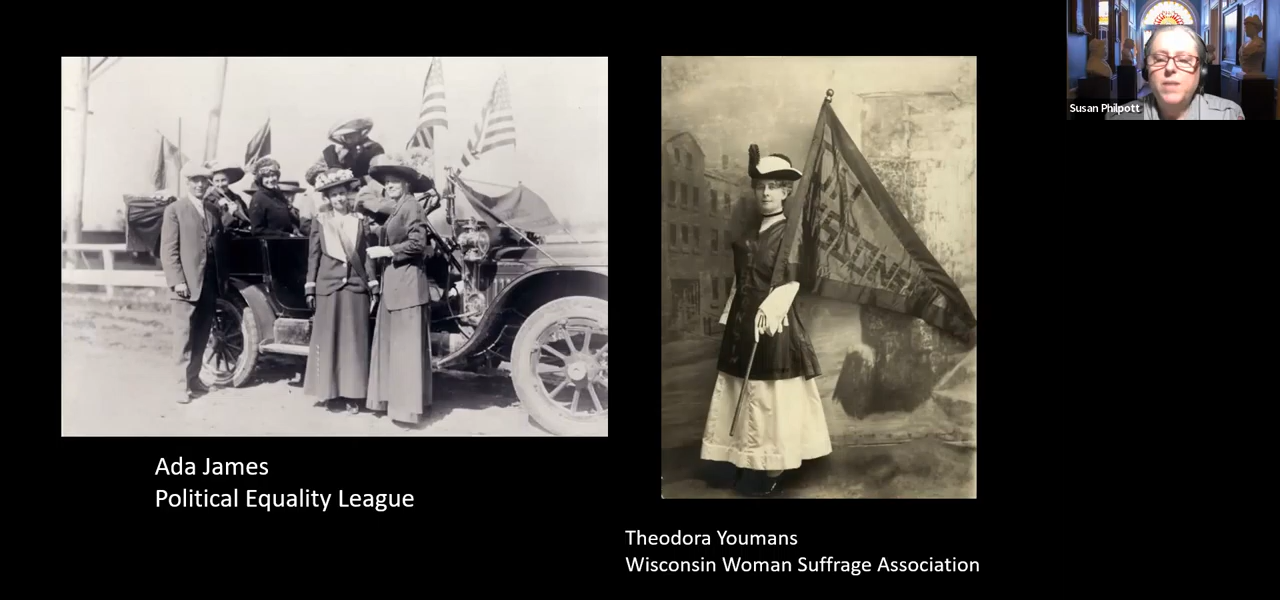 Susan Philpott
Ada James
Political Equality League
Theodora Youmans
Wisconsin Woman Suffrage Association